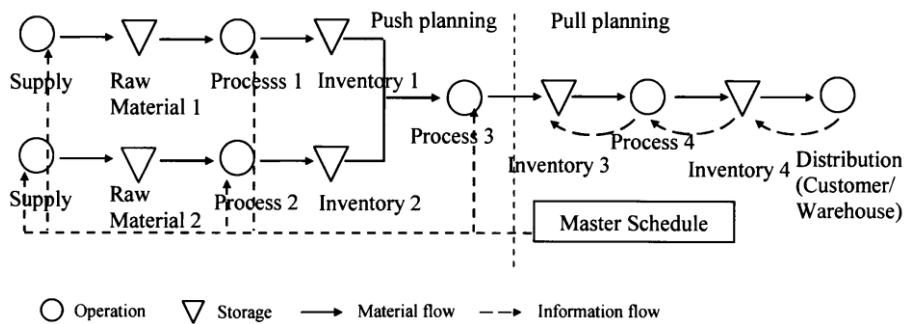 Push planning
Pull planning
Supply
Raw
Material 1
Processs 1
Inventory 1
Process 3
Inventory 3
Process 4
Inventory 4
Distribution
(Customer/
Warehouse)
Supply
Raw
Material 2
Process 2
Inventory 2
Master Schedule
Operation
Storage
Material flow
Information flow